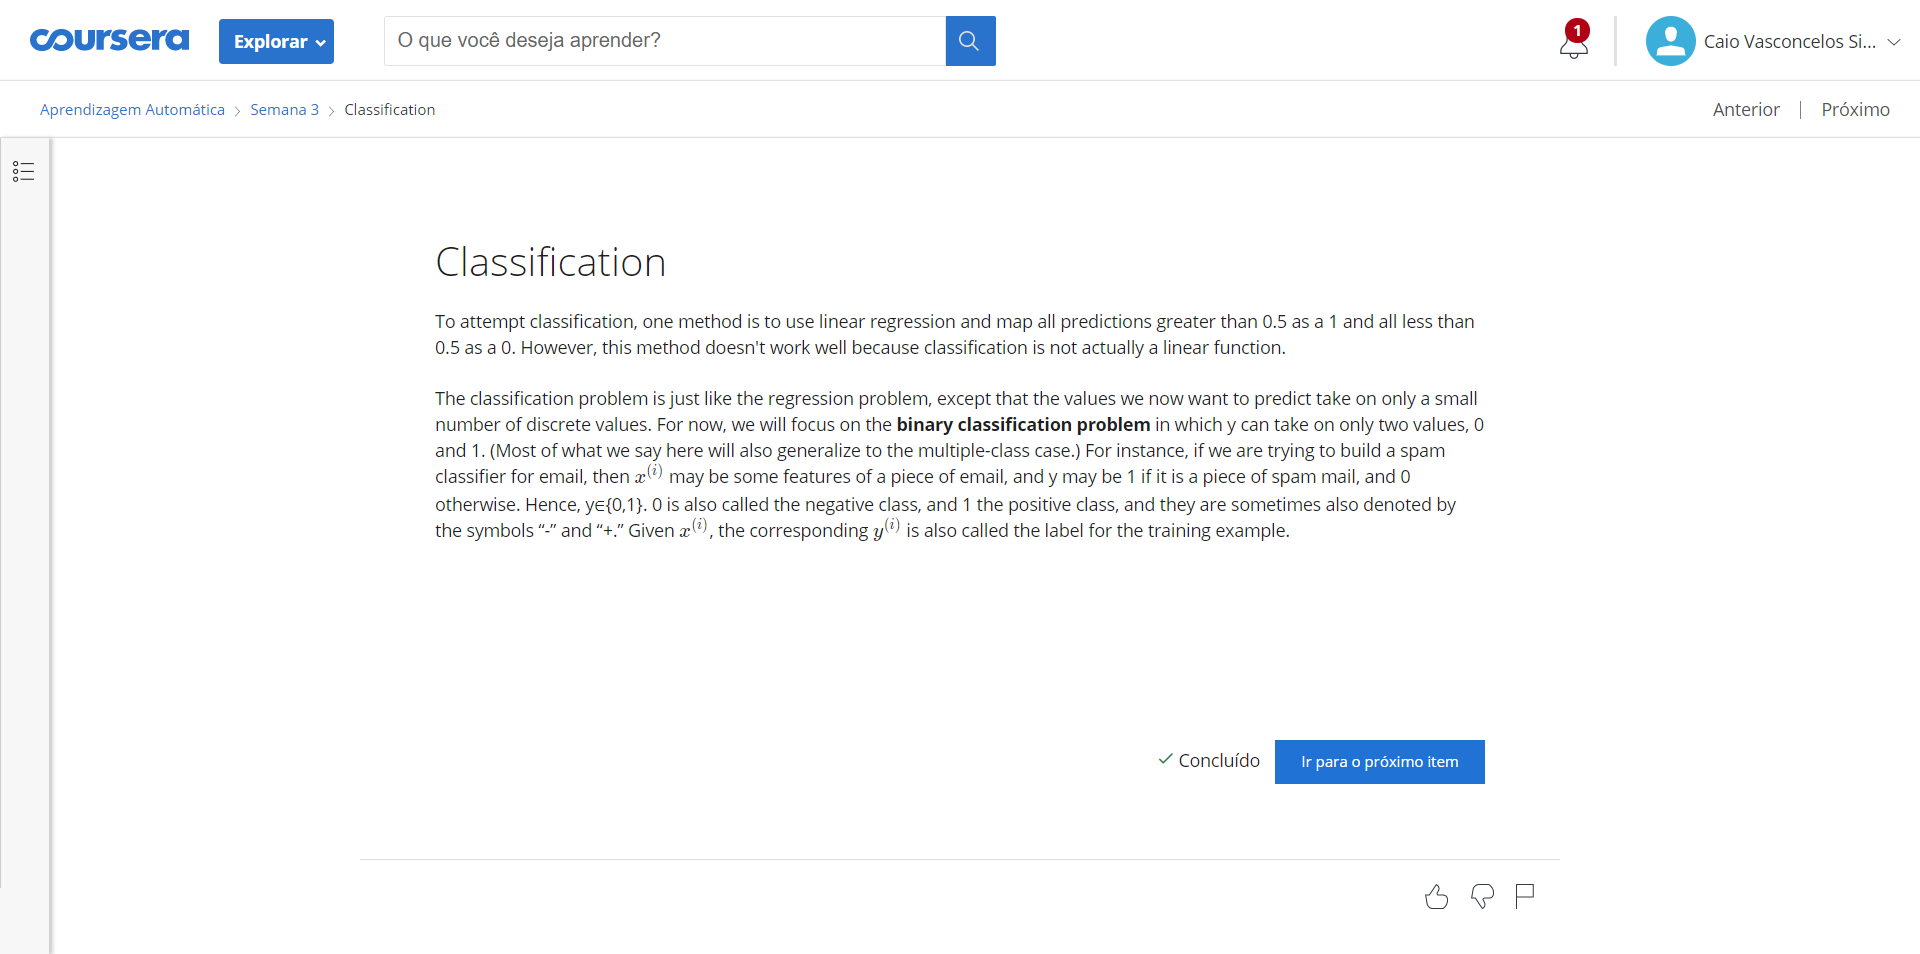 coursera
Explorar
O que você deseja aprender?
1
Caio Vasconcelos Si...
Aprendizagem Automática > Semana 3 > Classification
Anterior | Próximo
Classification
To attempt classification, one method is to use linear regression and map all predictions greater than 0.5 as a 1 and all less than
0.5 as a 0. However, this method doesn't work well because classification is not actually a linear function.
The classification problem is just like the regression problem, except that the values we now want to predict take on only a small
number of discrete values. For now, we will focus on the binary classification problem in which y can take on only two values, 0
and 1. (Most of what we say here will also generalize to the multiple-class case.) For instance, if we are trying to build a spam
classifier for email, then x^(i) may be some features of a piece of email, and y may be 1 if it is a piece of spam mail, and 0
otherwise. Hence, y∈{0,1}. 0 is also called the negative class, and 1 the positive class, and they are sometimes also denoted by
the symbols “-” and “+.” Given x^(i), the corresponding y^(i) is also called the label for the training example.
Concluído
Ir para o próximo item